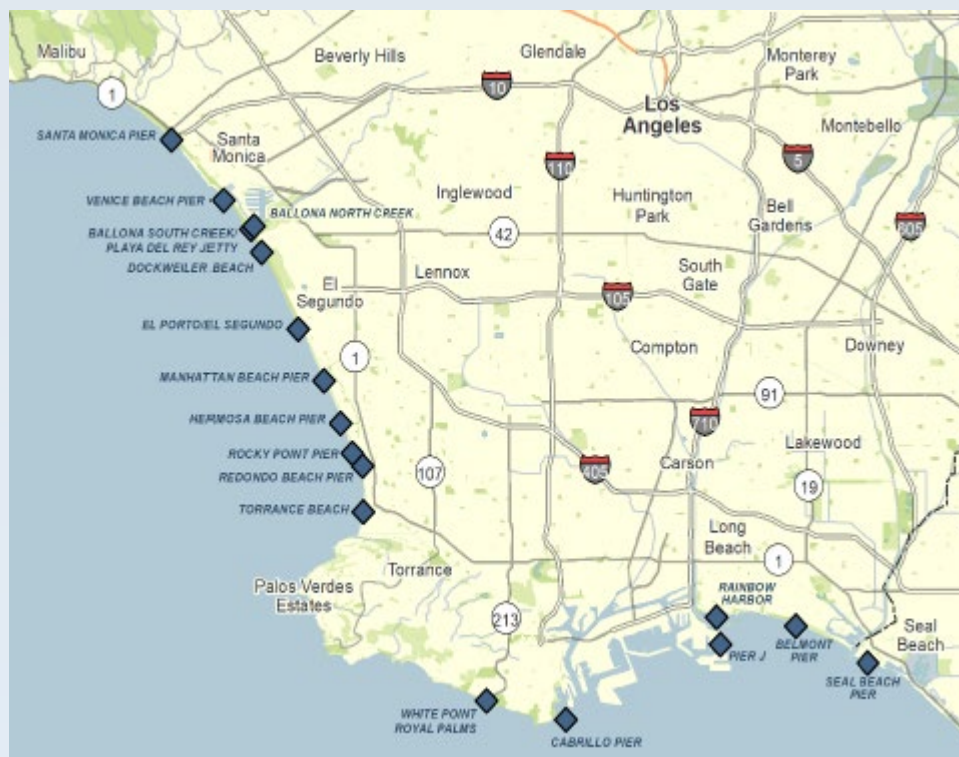 Malibu
Beverly Hills
Glendale
Monterey
Park
1
10
Los
Angeles
Montebello
SANTA MONICA PIER
Santa
Monica
110
5
VENICE BEACH PIER
Inglewood
Huntington
Park
Bell
Gardens
605
BALLONA NORTH CREEK
BALLONA SOUTH CREEK/
PLAYA DEL REY JETTY
DOCKWEILER BEACH
42
El
Segundo
Lennox
South
Gate
105
EL PORTO/EL SEGUNDO
1
Compton
Downey
MANHATTAN BEACH PIER
91
HERMOSA BEACH PIER
710
ROCKY POINT PIER
REDONDO BEACH PIER
107
405
Carson
Lakewood
19
TORRANCE BEACH
Long
Beach
1
Palos Verdes
Estates
Torrance
213
RAINBOW
HARBOR
PIER J
BELMONT
PIER
Seal
Beach
SEAL BEACH
PIER
WHITE POINT
ROYAL PALMS
CABRILLO PIER